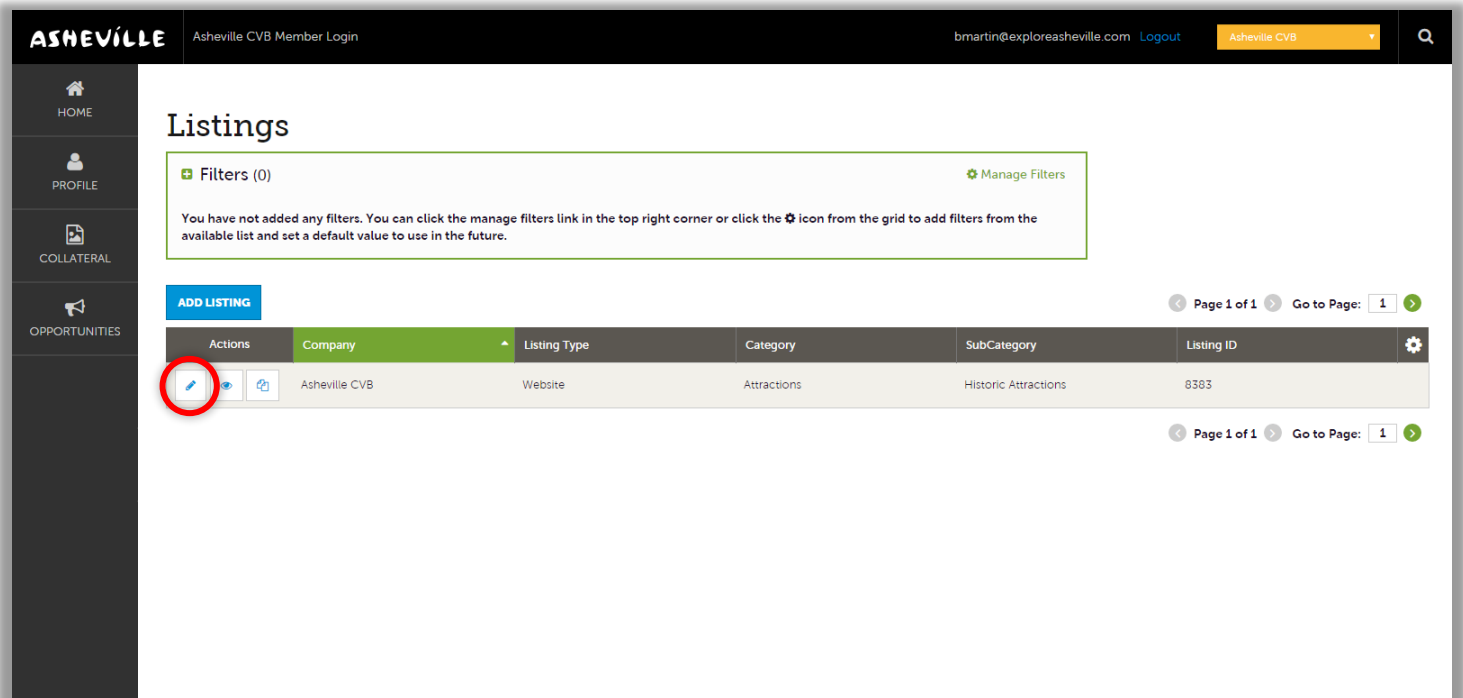 ASHEVILLE
Asheville CVB Member Login
bmartin@exploreasheville.com Logout
Asheville CVB
HOME
PROFILE
COLLATERAL
OPPORTUNITIES
Listings
Filters (0)
Manage Filters
You have not added any filters. You can click the manage filters link in the top right corner or click the icon from the grid to add filters from the
available list and set a default value to use in the future.
ADD LISTING
Page 1 of 1 Go to Page: 1
Actions Company Listing Type Category SubCategory Listing ID
Asheville CVB Website Attractions Historic Attractions 8383
Page 1 of 1 Go to Page: 1